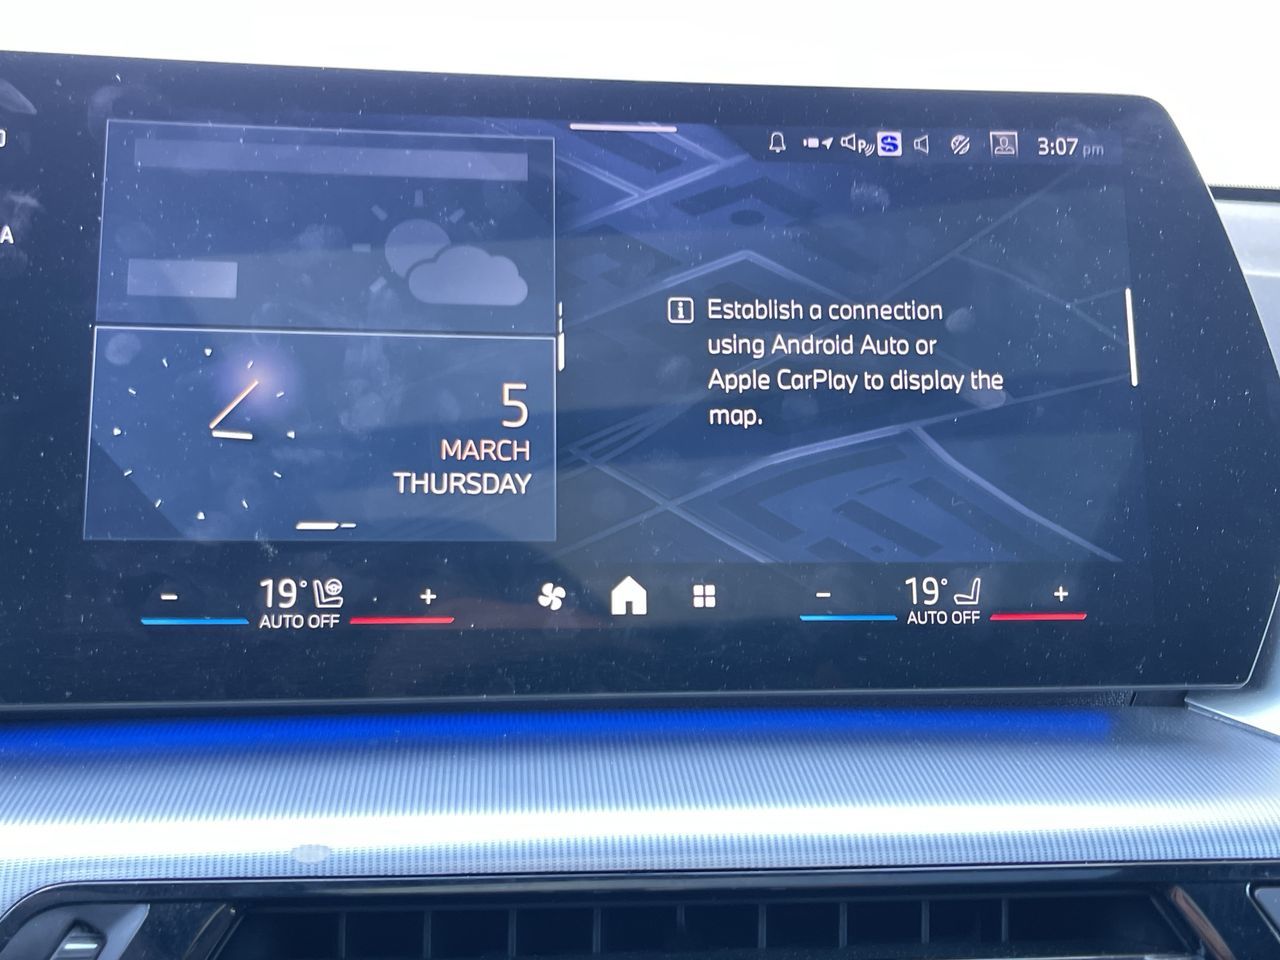 A
3:07 pm
Establish a connection
using Android Auto or
Apple CarPlay to display the
map.
5
MARCH
THURSDAY
- 19° +
AUTO OFF
- 19° +
AUTO OFF